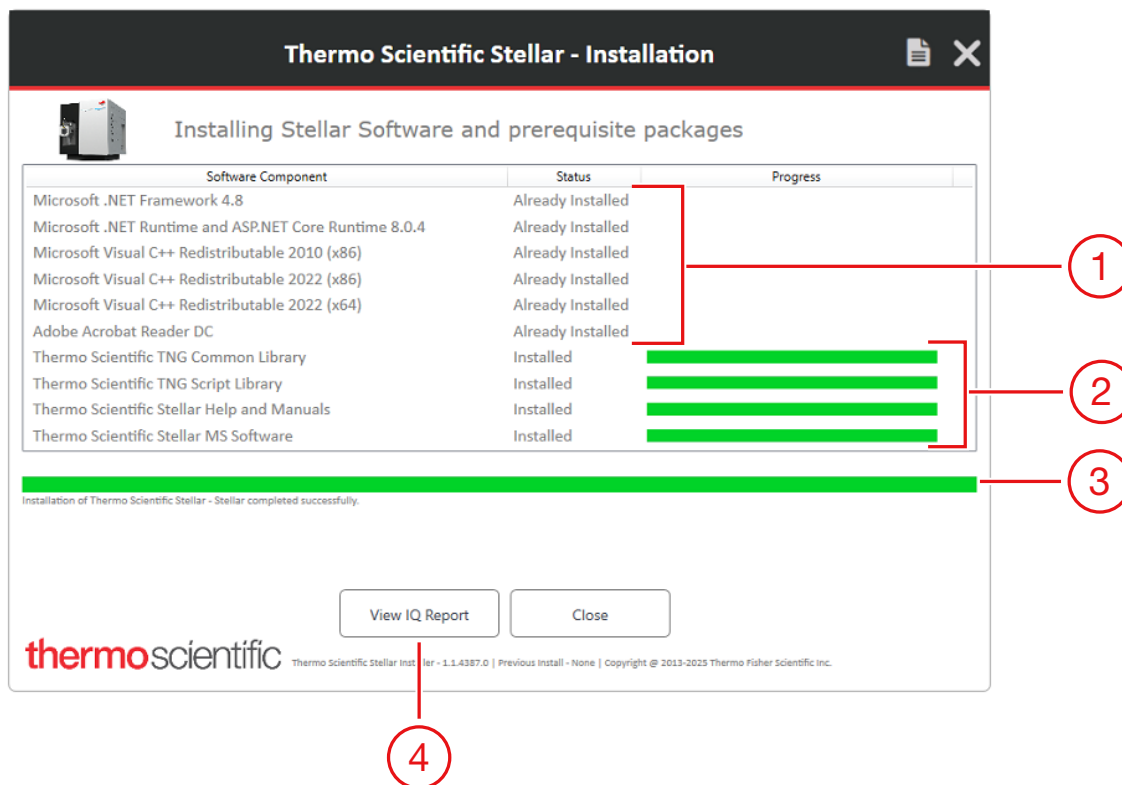 Thermo Scientific Stellar - Installation
Installing Stellar Software and prerequisite packages
Software Component Status Progress
Microsoft .NET Framework 4.8 Already Installed
Microsoft .NET Runtime and ASP.NET Core Runtime 8.0.4 Already Installed
Microsoft Visual C++ Redistributable 2010 (x86) Already Installed
1
Microsoft Visual C++ Redistributable 2022 (x86) Already Installed
Microsoft Visual C++ Redistributable 2022 (x64) Already Installed
Adobe Acrobat Reader DC Already Installed
Thermo Scientific TNG Common Library Installed
Thermo Scientific TNG Script Library Installed
2
Thermo Scientific Stellar Help and Manuals Installed
Thermo Scientific Stellar MS Software Installed
3
Installation of Thermo Scientific Stellar - Stellar completed successfully.
View IQ Report Close
thermoscientific Thermo Scientific Stellar - 1.1.4387.0 | Previous Install - None | Copyright @ 2013-2025 Thermo Fisher Scientific Inc.
4